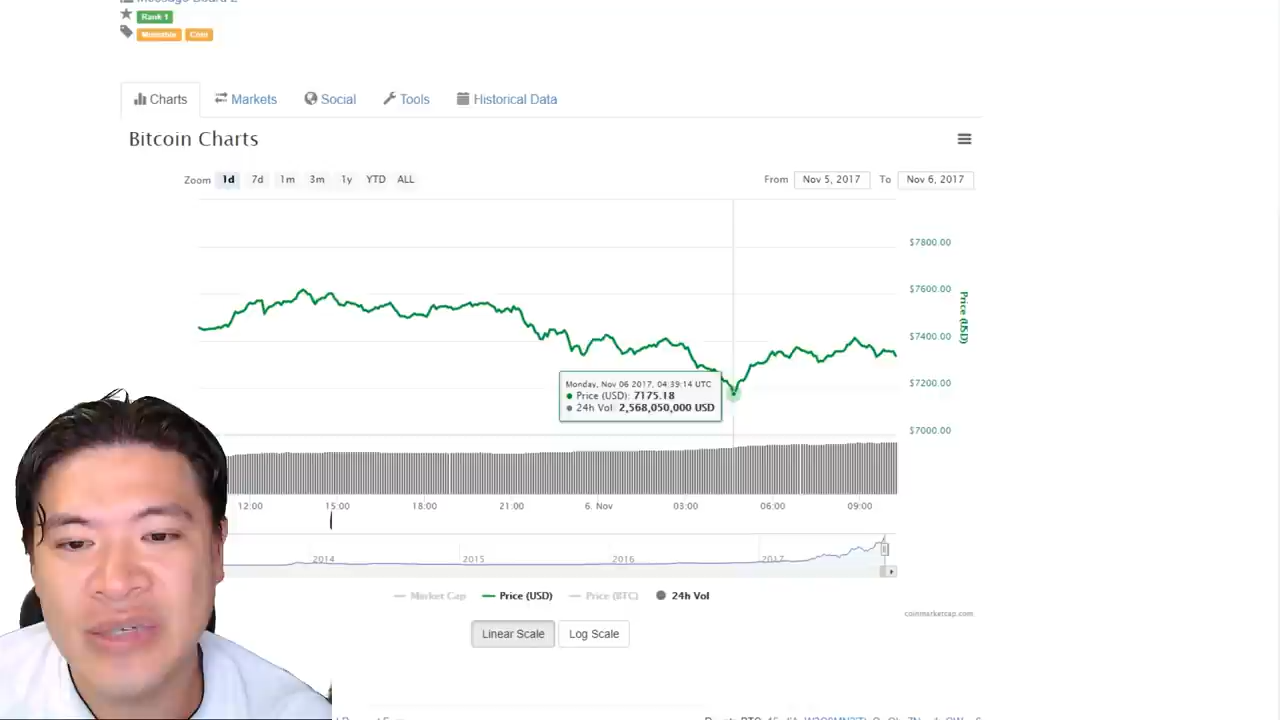 Rank 1
Mineable Coin
Charts Markets Social Tools Historical Data
Bitcoin Charts
Zoom 1d 7d 1m 3m 1y YTD ALL From Nov 5, 2017 To Nov 6, 2017
$7800.00
$7600.00
$7400.00
$7200.00
$7000.00
Price (USD)
Monday, Nov 06 2017, 04:39:14 UTC
Price (USD): 7175.18
24h Vol: 2,568,050,000 USD
12:00 15:00 18:00 21:00 6. Nov 03:00 06:00 09:00
2014 2015 2016 2017
Market Cap Price (USD) Price (BTC) 24h Vol
coinmarketcap.com
Linear Scale Log Scale